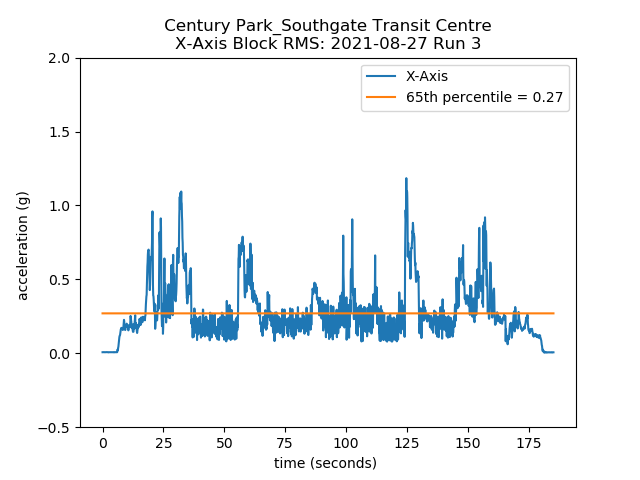 Century Park_Southgate Transit Centre
X-Axis Block RMS: 2021-08-27 Run 3
X-Axis
65th percentile = 0.27
2.0
1.5
1.0
0.5
0.0
−0.5
acceleration (g)
0 25 50 75 100 125 150 175
time (seconds)